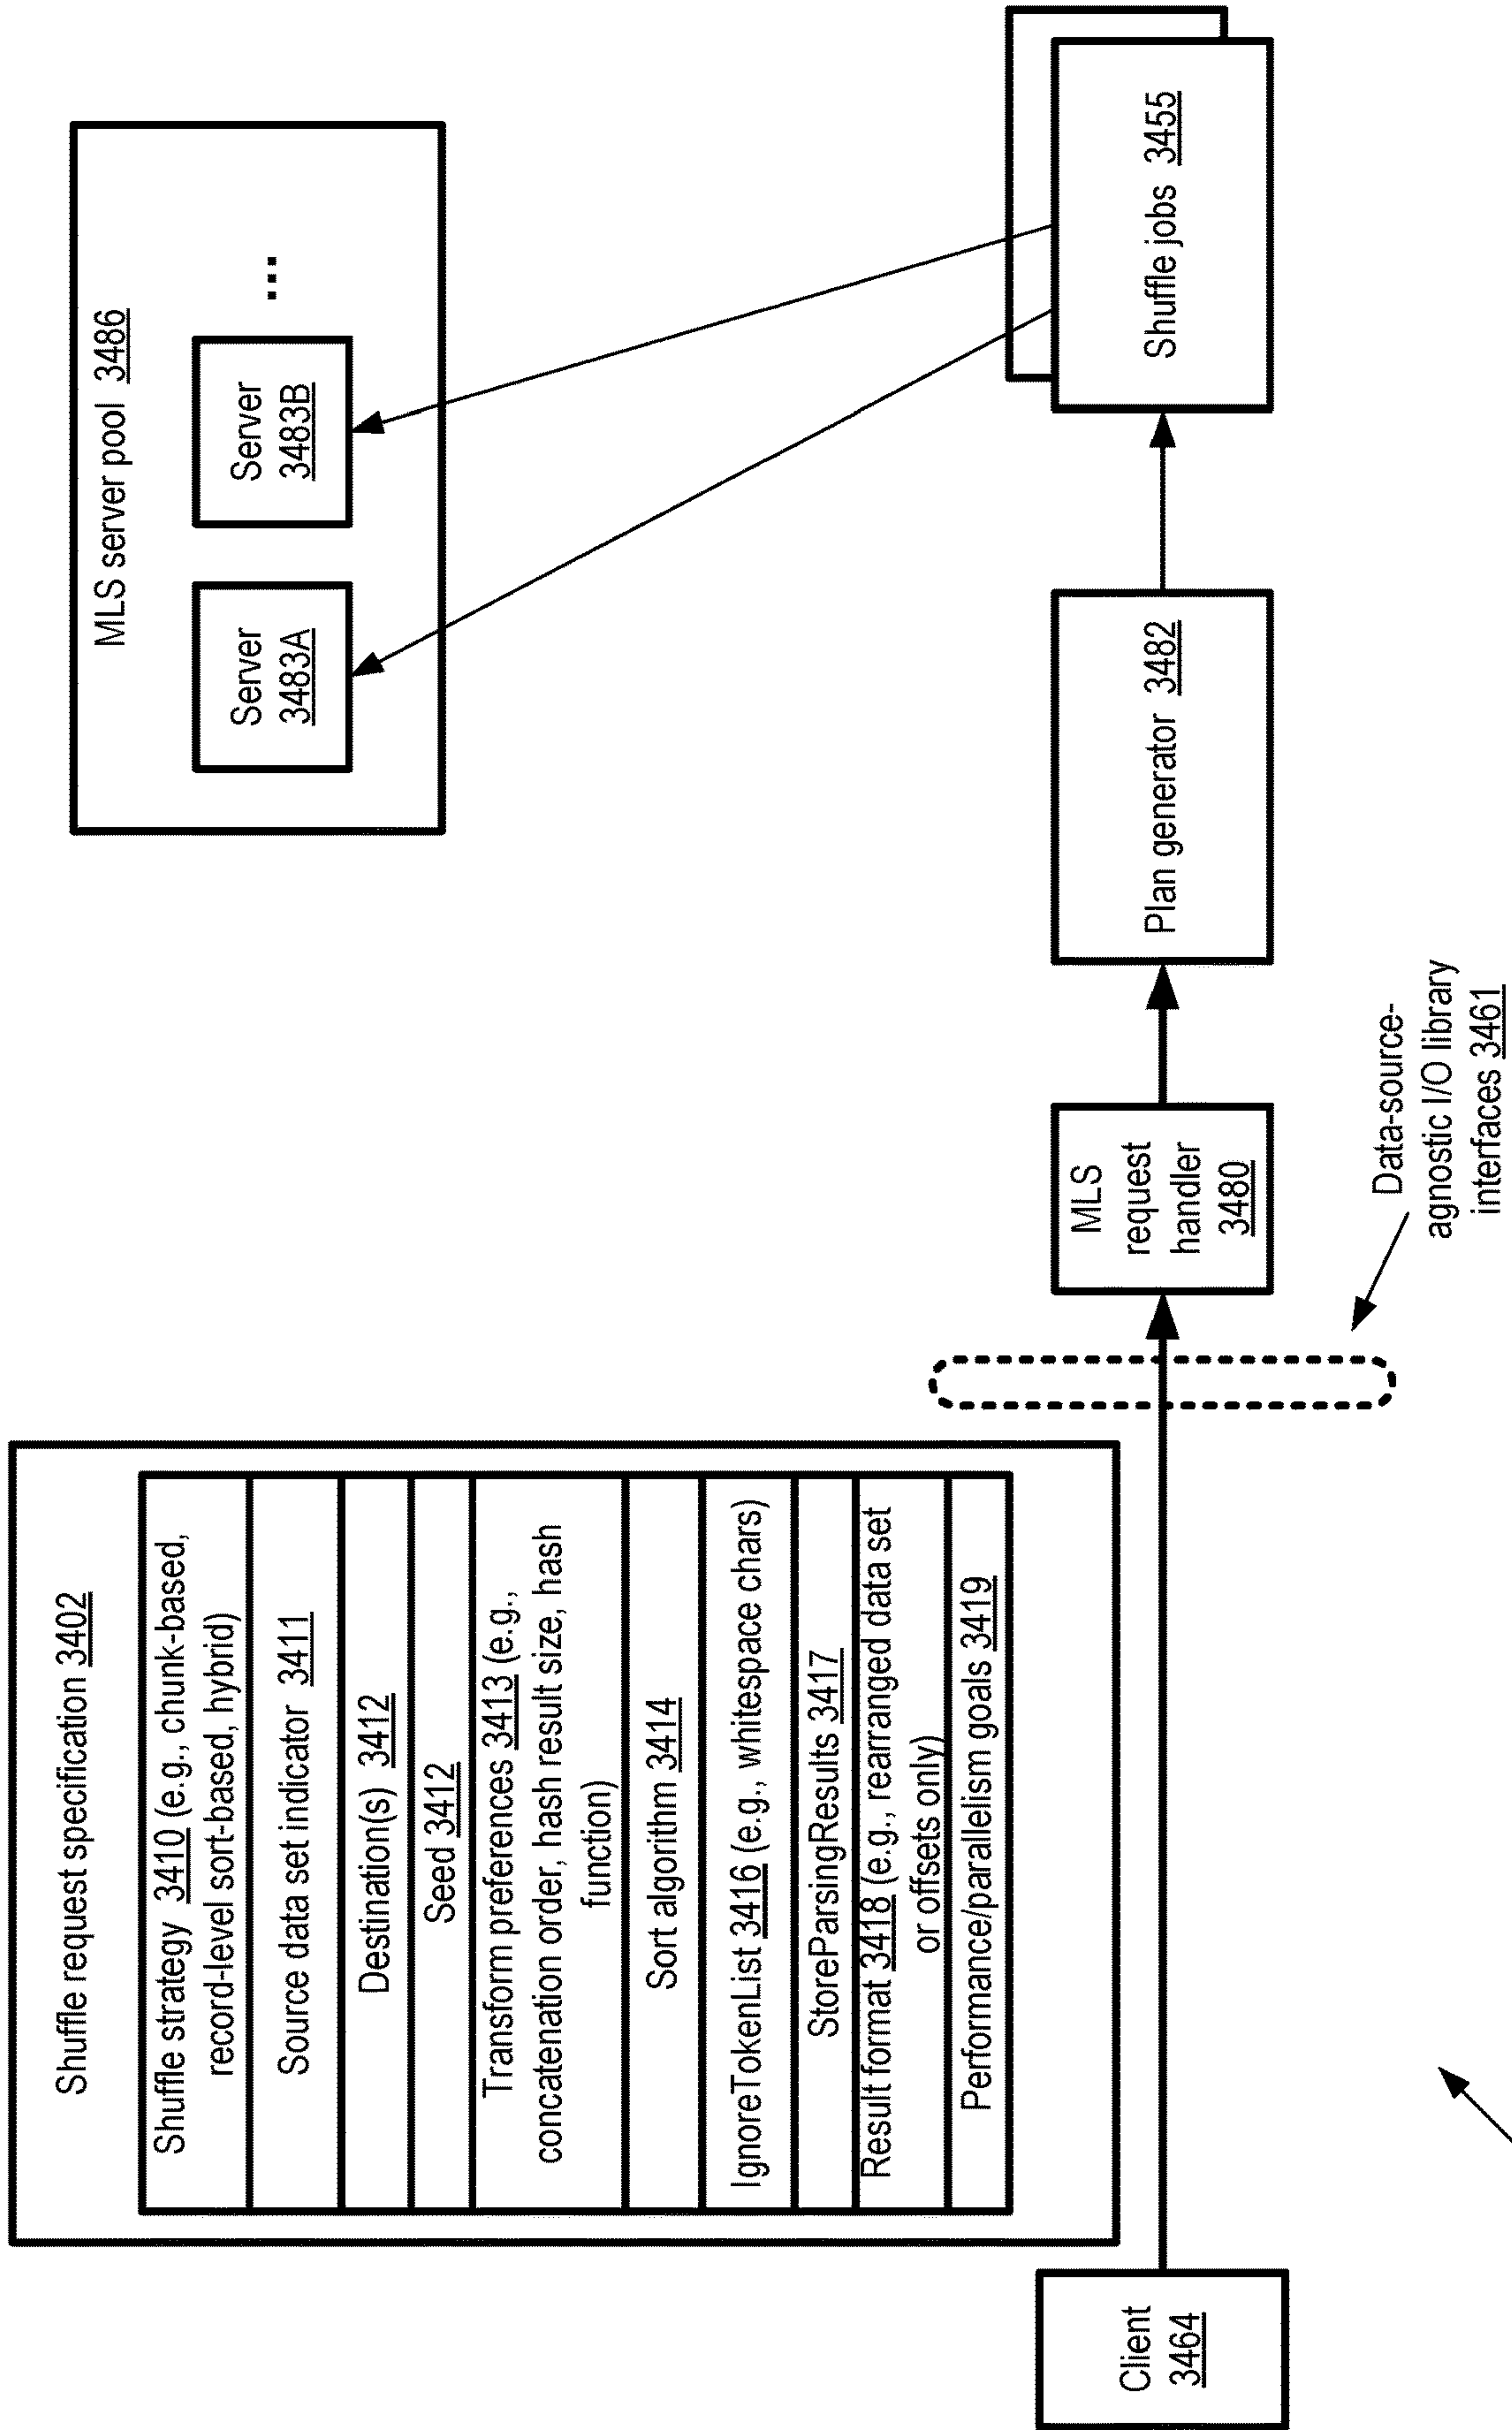 Shuffle request specification 3402
Shuffle strategy 3410 (e.g., chunk-based,
record-level sort-based, hybrid)
Source data set indicator 3411
Destination(s) 3412
Seed 3412
Transform preferences 3413 (e.g.,
concatenation order, hash result size, hash
function)
Sort algorithm 3414
IgnoreTokenList 3416 (e.g., whitespace chars)
StoreParsingResults 3417
Result format 3418 (e.g., rearranged data set
or offsets only)
Performance/parallelism goals 3419
MLS server pool 3486
Server
3483A
Server
3483B
...
Client
3464
MLS
request
handler
3480
Plan generator 3482
Shuffle jobs 3455
Data-source-
agnostic I/O library
interfaces 3461